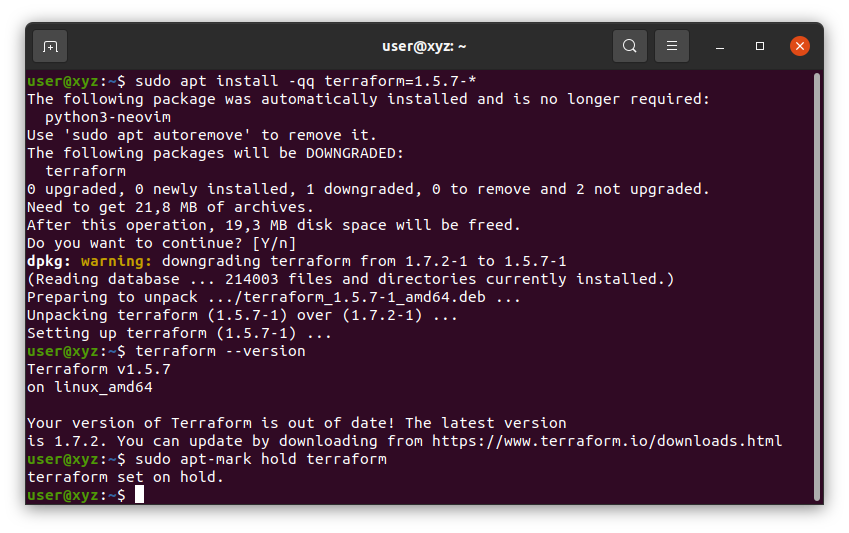 user@xyz: ~
user@xyz:~$ sudo apt install -qq terraform=1.5.7-*
The following package was automatically installed and is no longer required:
  python3-neovim
Use 'sudo apt autoremove' to remove it.
The following packages will be DOWNGRADED:
  terraform
0 upgraded, 0 newly installed, 1 downgraded, 0 to remove and 2 not upgraded.
Need to get 21,8 MB of archives.
After this operation, 19,3 MB disk space will be freed.
Do you want to continue? [Y/n]
dpkg: warning: downgrading terraform from 1.7.2-1 to 1.5.7-1
(Reading database ... 214003 files and directories currently installed.)
Preparing to unpack .../terraform_1.5.7-1_amd64.deb ...
Unpacking terraform (1.5.7-1) over (1.7.2-1) ...
Setting up terraform (1.5.7-1) ...
user@xyz:~$ terraform --version
Terraform v1.5.7
on linux_amd64

Your version of Terraform is out of date! The latest version
is 1.7.2. You can update by downloading from https://www.terraform.io/downloads.html
user@xyz:~$ sudo apt-mark hold terraform
terraform set on hold.
user@xyz:~$